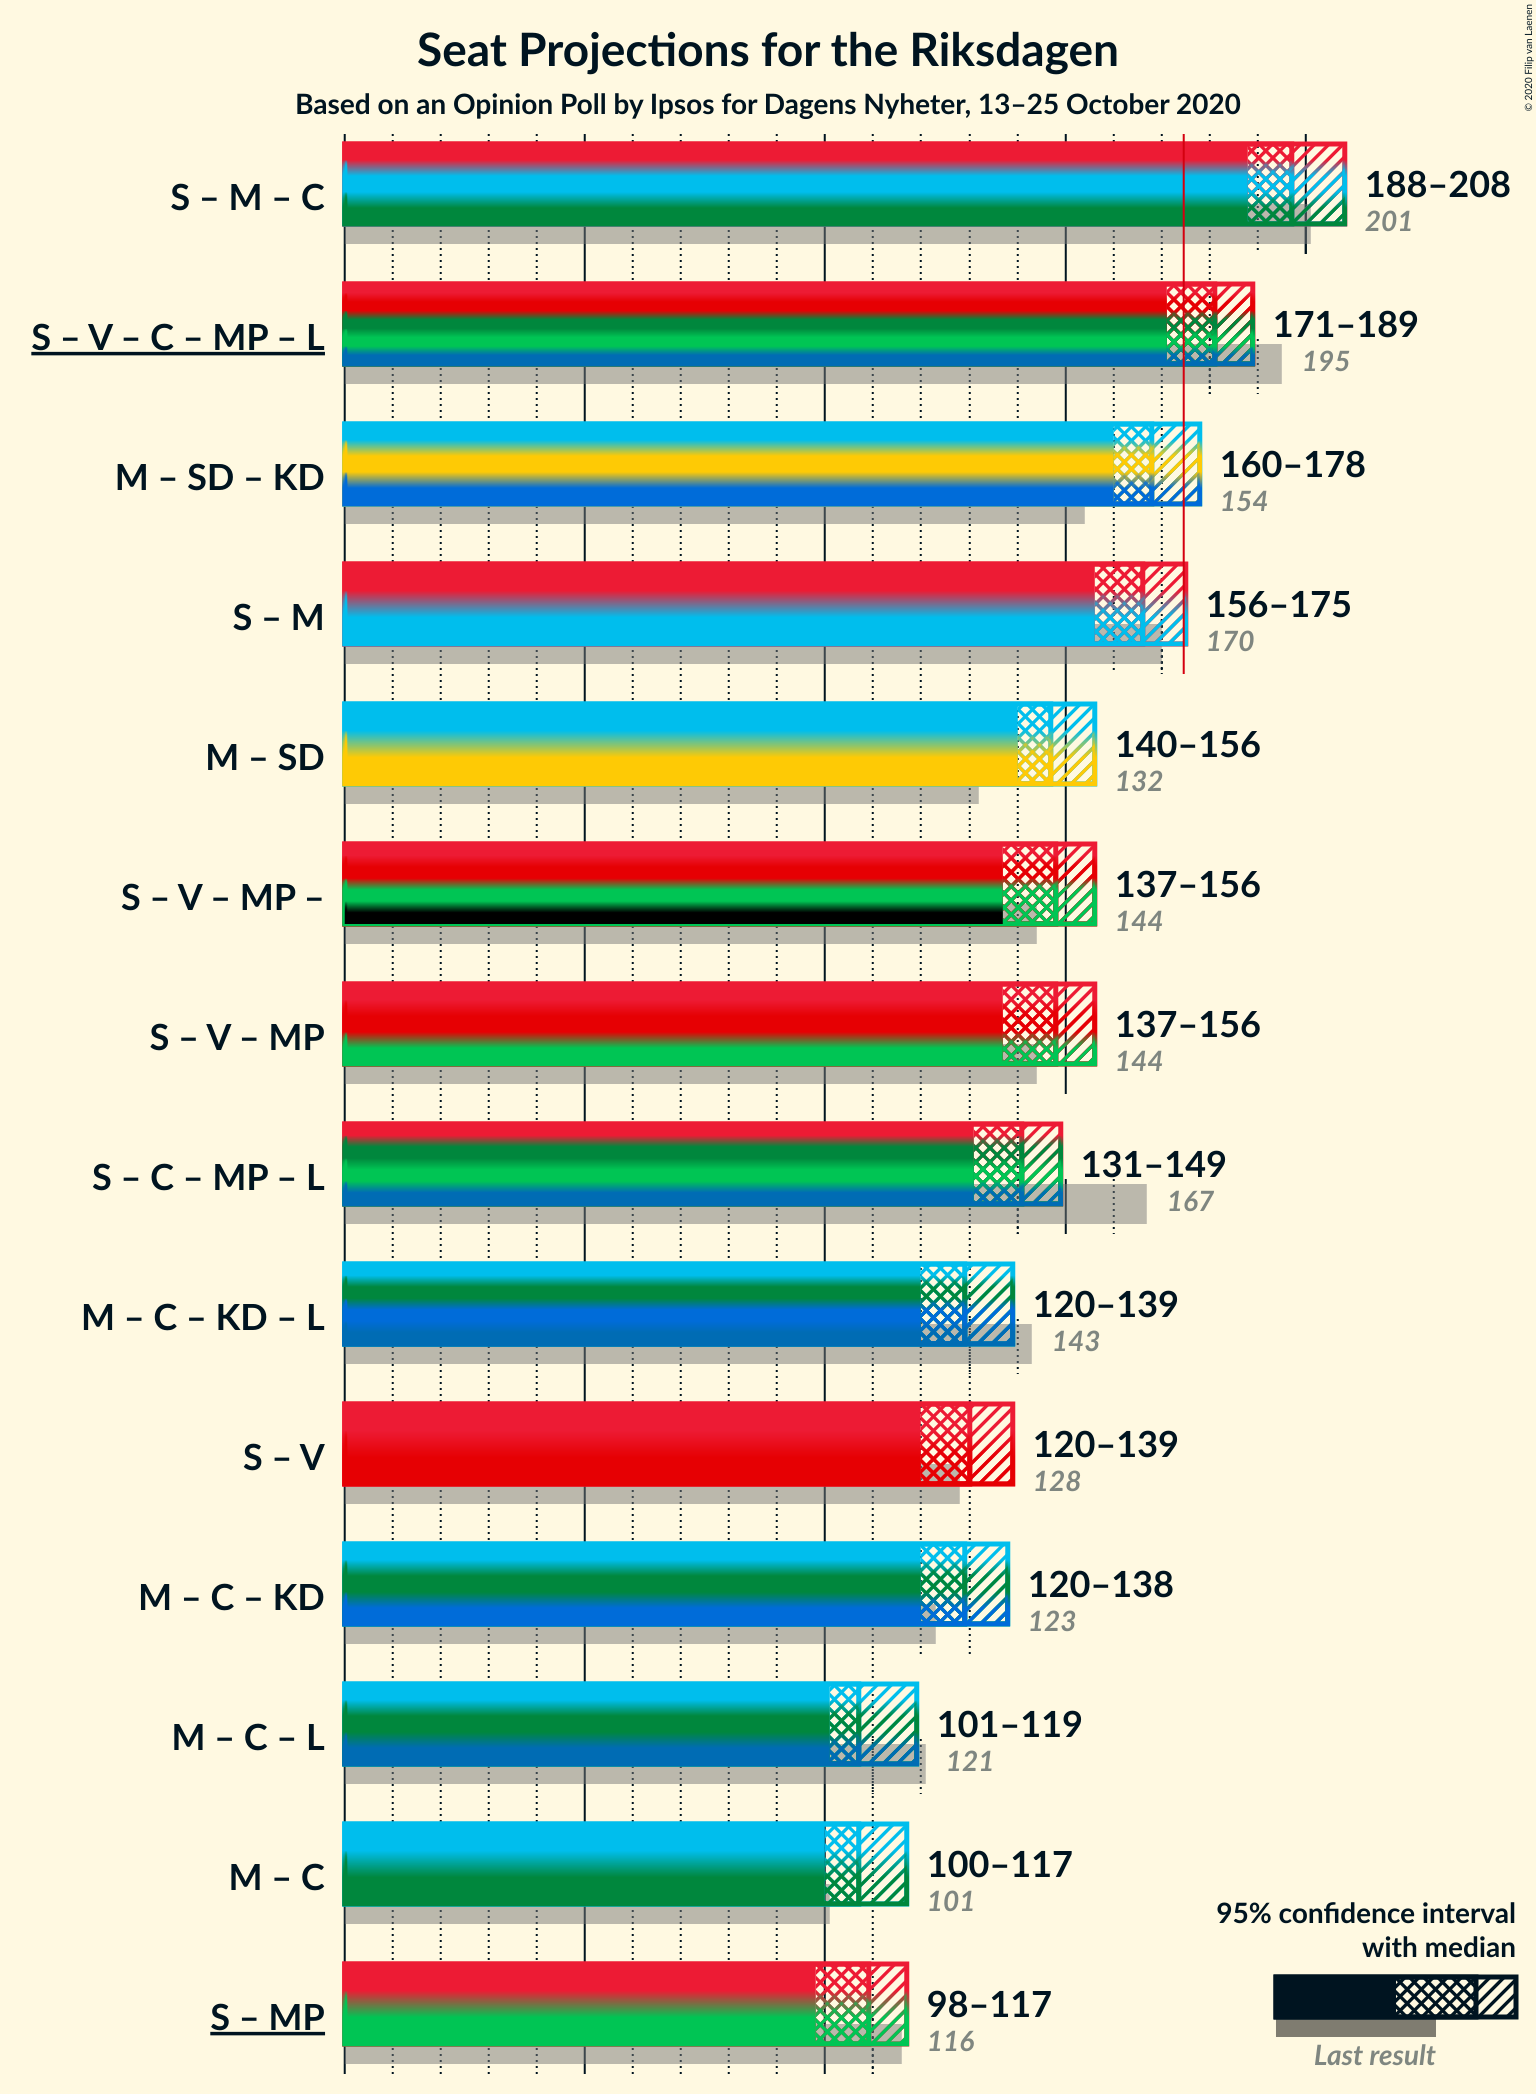 © 2020 Filip van Laenen
Seat Projections for the Riksdagen
Based on an Opinion Poll by Ipsos for Dagens Nyheter, 13–25 October 2020
S – M – C
188–208
201
S – V – C – MP – L
171–189
195
M – SD – KD
160–178
154
S – M
156–175
170
M – SD
140–156
132
S – V – MP –
137–156
144
S – V – MP
137–156
144
S – C – MP – L
131–149
167
M – C – KD – L
120–139
143
S – V
120–139
128
M – C – KD
120–138
123
M – C – L
101–119
121
M – C
100–117
101
S – MP
98–117
116
95% confidence interval
with median
Last result